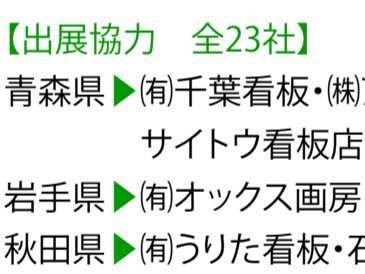 【出展協力　全23社】
青森県▶㈲千葉看板・㈱
サイトウ看板店
岩手県▶㈲オックス画房
秋田県▶㈲うりた看板・